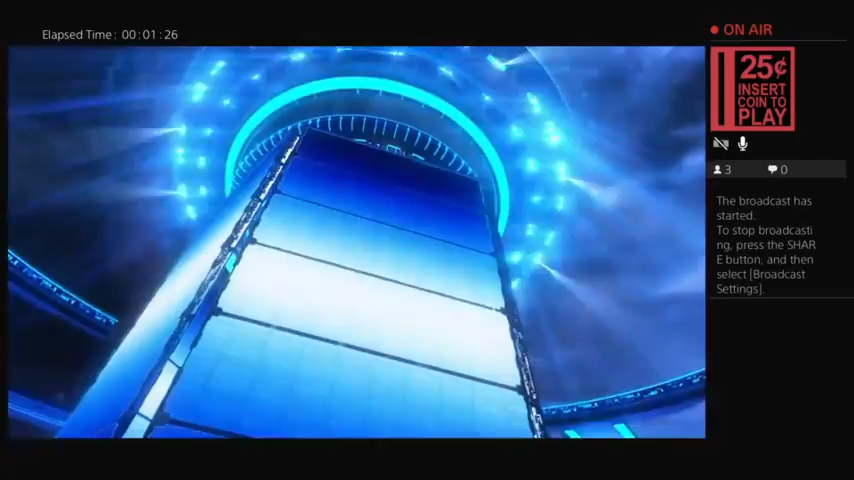 Elapsed Time : 00:01:26
ON AIR
25¢
INSERT
COIN TO
PLAY
3
0
The broadcast has
started.
To stop broadcasti
ng, press the SHAR
E button, and then
select [Broadcast
Settings].